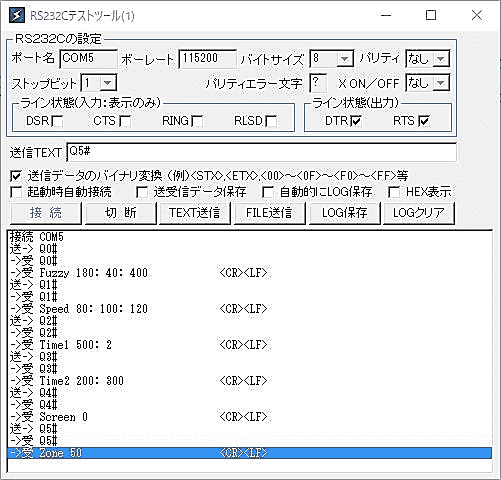 RS232Cテストツール(1)
RS232Cの設定
ポート名 COM5 ボーレート 115200 バイトサイズ 8 パリティ なし
ストップビット 1 パリティエラー文字 ? X ON/OFF なし
ライン状態(入力:表示のみ) ライン状態(出力)
DSR CTS RING RLSD DTR RTS
送信TEXT Q5#
送信データのバイナリ変換 (例)<STX>,<ETX>,<00>~<0F>~<F0>~<FF>等
起動時自動接続 送受信データ保存 自動的にLOG保存 HEX表示
接続 切断 TEXT送信 FILE送信 LOG保存 LOGクリア
接続 COM5
送-> Q0#
->受 Q0#
->受 Fuzzy 180: 40: 400 <CR><LF>
送-> Q1#
->受 Q1#
->受 Speed 80: 100: 120 <CR><LF>
送-> Q2#
->受 Q2#
->受 Time1 500: 2 <CR><LF>
送-> Q3#
->受 Q3#
->受 Time2 200: 300 <CR><LF>
送-> Q4#
->受 Q4#
->受 Screen 0 <CR><LF>
送-> Q5#
->受 Q5#
->受 Zone 50 <CR><LF>